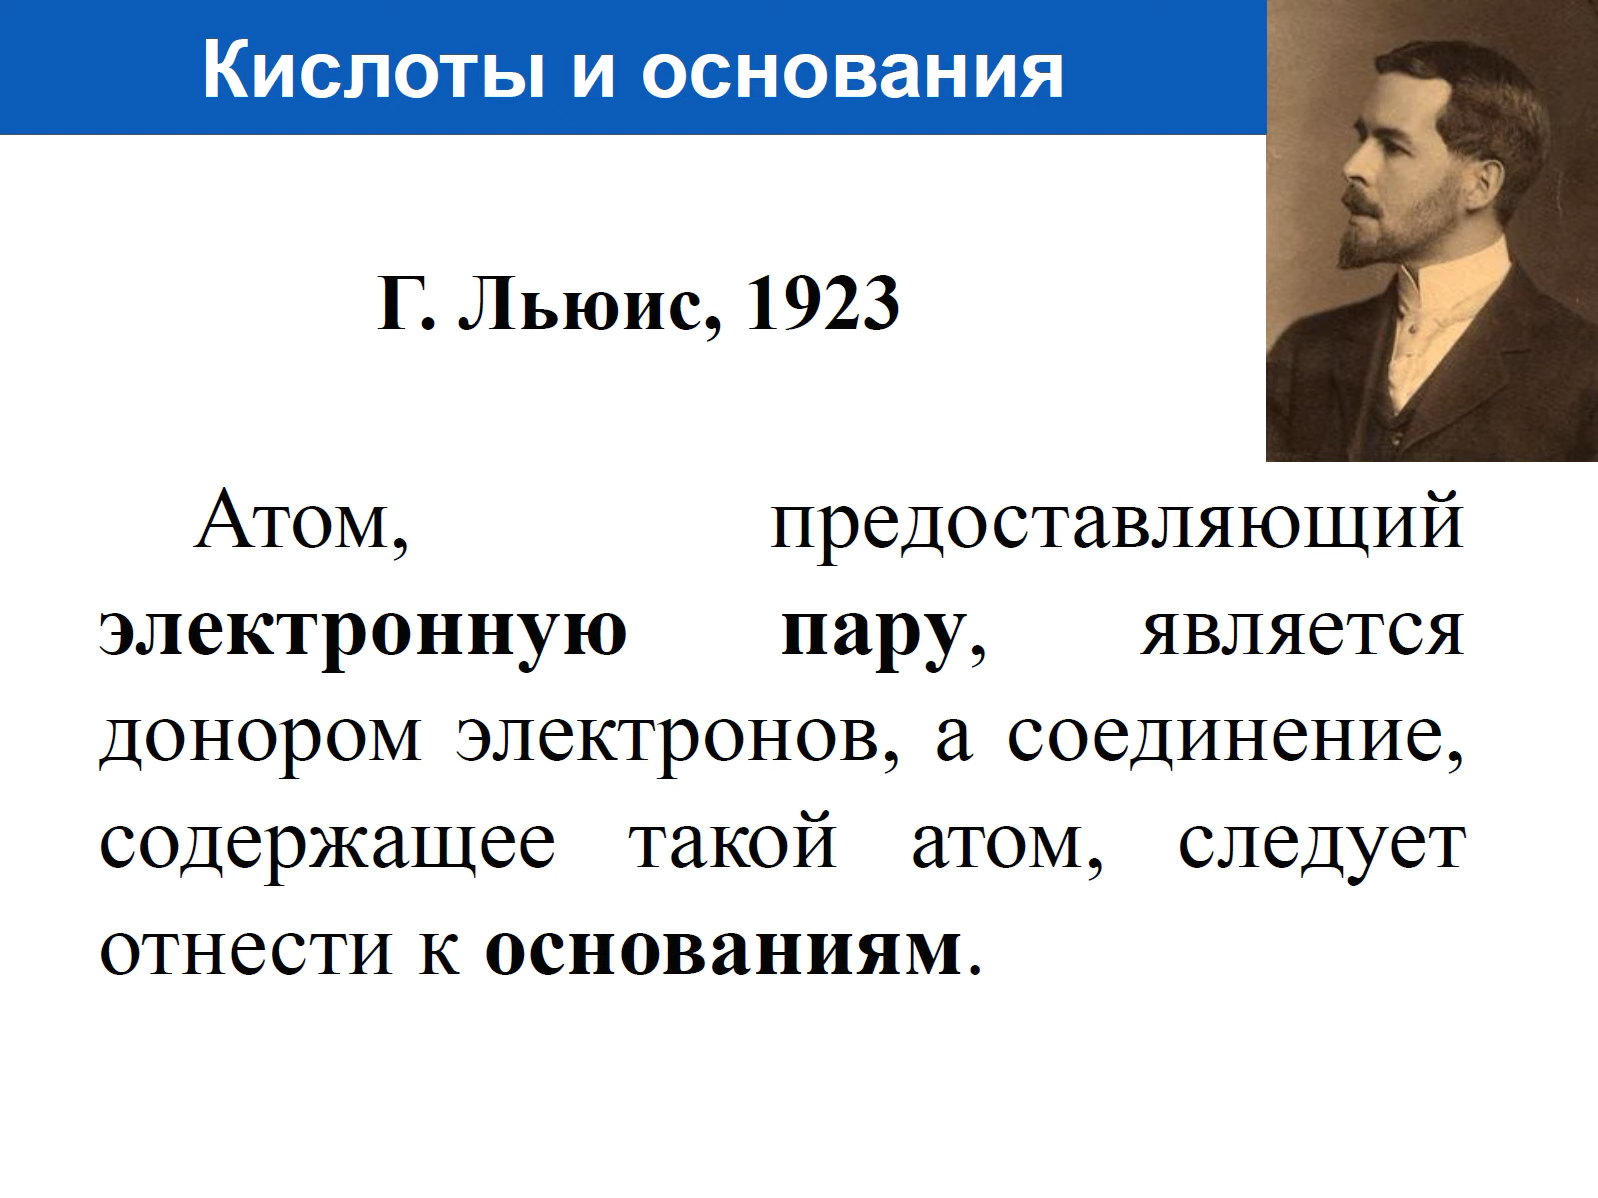 Кислоты и основания
Г. Льюис, 1923
Атом, предоставляющий
электронную пару, является
донором электронов, а соединение,
содержащее такой атом, следует
отнести к основаниям.